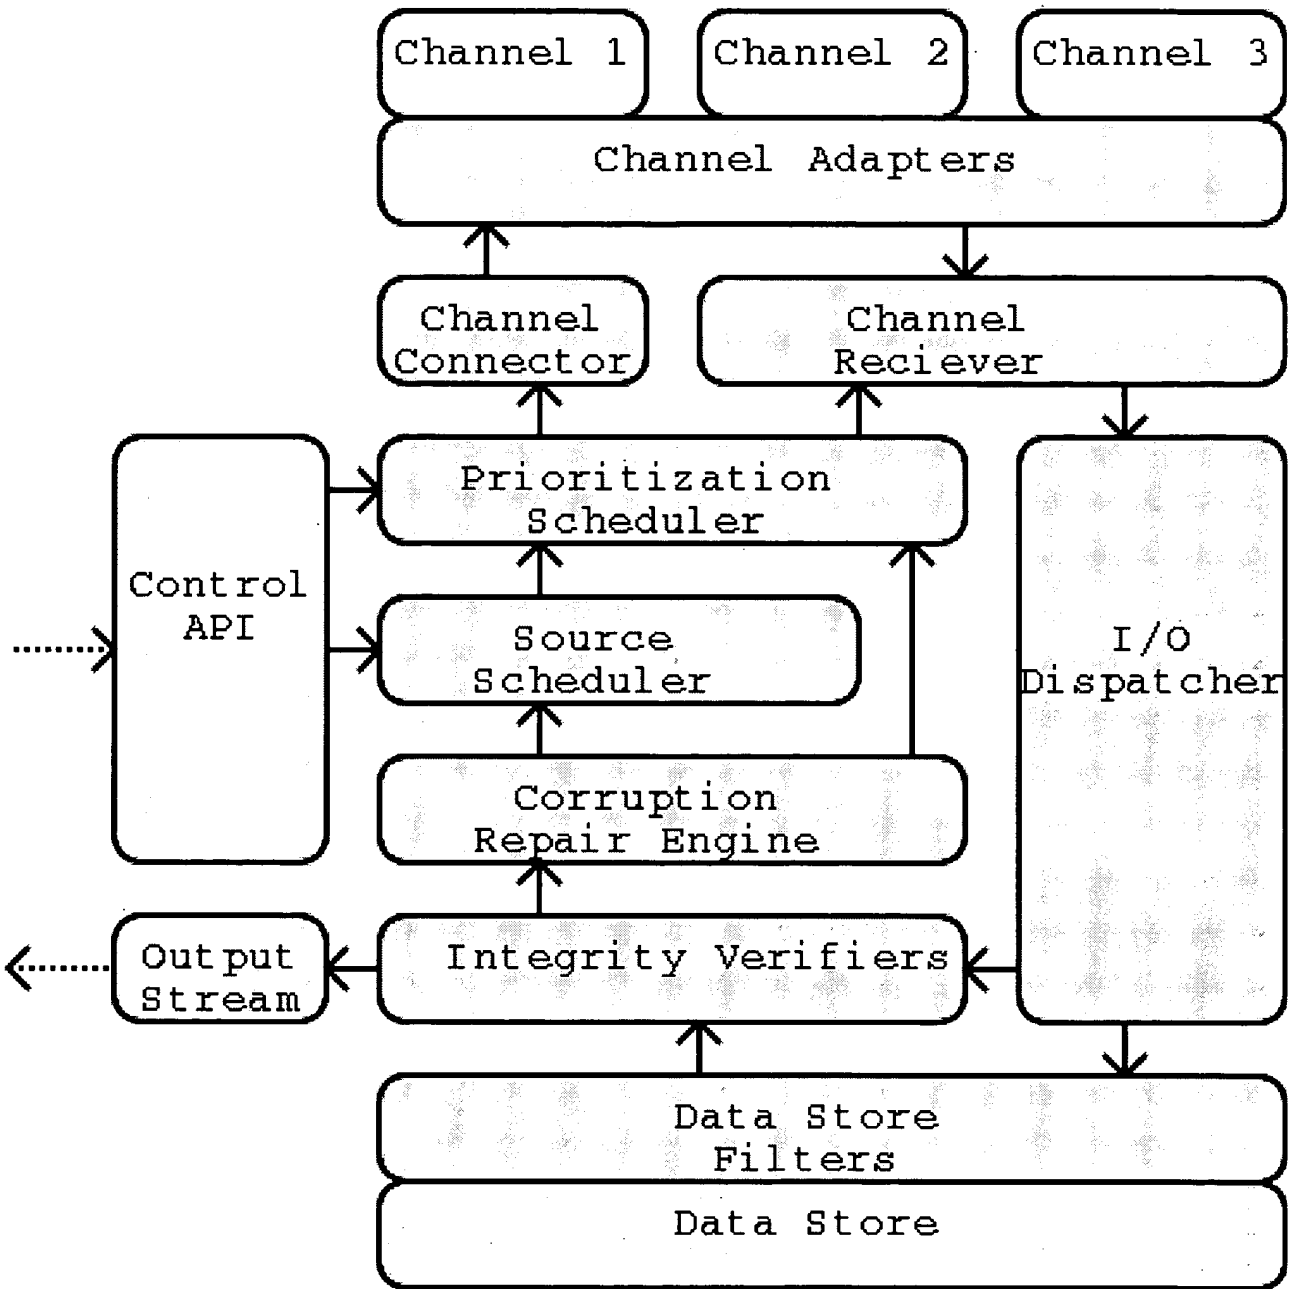 Channel 1
Channel 2
Channel 3
Channel Adapters
Channel
Connector
Channel
Reciever
Prioritization
Scheduler
Control
API
Source
Scheduler
I/O
Dispatcher
Corruption
Repair Engine
Output
Stream
Integrity Verifiers
Data Store
Filters
Data Store